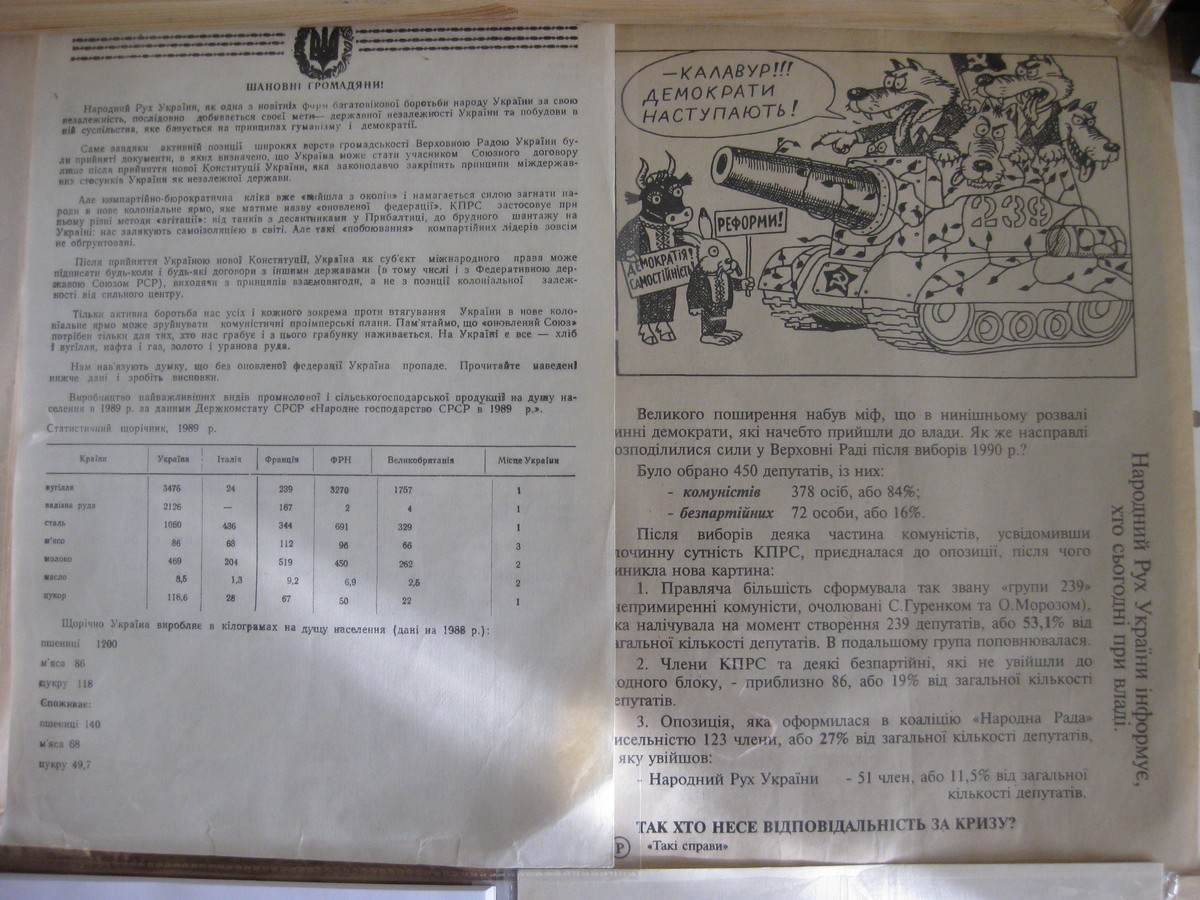 ШАНОВНІ ГРОМАДЯНИ!
Народний Рух України, як одна з новітніх форм багатовікової боротьби народу України за свою
незалежність, послідовно добивається своєї мети— державної незалежності України та побудови в
ній суспільства, яке базується на принципах гуманізму і демократії.
Саме завдяки активній позиції широких верств громадськості Верховною Радою України бу-
ли прийняті документи, в яких визначено, що Україна може стати учасником Союзного договору
лише після прийняття нової Конституції України, яка законодавчо закріпить принципи міждержав-
них стосунків України як незалежної держави.
Але компартійно-бюрократична кліка вже «вийшла з окопів» і намагається силою загнати на-
роди в нове колоніальне ярмо, яке матиме назву «оновленої федерації». КПРС застосовує при
цьому різні методи «агітації»: від танків з десантниками у Прибалтиці, до брудного шантажу на
Україні: нас залякують самоізоляцією в світі. Але такі «побоювання» компартійних лідерів зовсім
не обгрунтовані.
Після прийняття Україною нової Конституції, Україна як суб'єкт міжнародного права може
підписати будь-коли і будь-які договори з іншими державами (в тому числі і з Федеративною дер-
жавою Союзом РСР), виходячи з принципів взаємовигоди, а не з позиції колоніальної залеж-
ності від сильного центру.
Тільки активна боротьба нас усіх і кожного зокрема проти втягування України в нове коло-
ніальне ярмо може зруйнувати комуністичні проімперські плани. Пам'ятаймо, що «оновлений Союз»
потрібен тільки для тих, хто нас грабує і з цього грабунку наживається. На Україні є все — хліб
і вугілля, нафта і газ, золото і уранова руда.
Нам нав'язують думку, що без оновленої федерації Україна пропаде. Прочитайте наведені
нижче дані і зробіть висновки.
Виробництво найважливіших видів промислової і сільськогосподарської продукції на душу на-
селення в 1989 р. за даними Держкомстату СРСР «Народне господарство СРСР в 1989 р.».
Статистичний щорічник, 1989 р.
Країни Україна Італія Франція ФРН Великобританія Місце України
вугілля 3476 24 239 3270 1757 1
залізна руда 2126 — 167 2 4 1
сталь 1060 436 344 691 329 1
м'ясо 86 63 112 96 66 3
молоко 469 204 519 450 262 2
масло 8,5 1,3 9,2 6,9 2,5 2
цукор 118,6 28 67 50 22 1
Щорічно Україна виробляє в кілограмах на душу населення (дані на 1988 р.):
пшениці 1200
м'яса 86
цукру 118
Споживає:
пшениці 140
м'яса 68
цукру 49,7
—КАЛАВУР!!!
ДЕМОКРАТИ
НАСТУПАЮТЬ!
РЕФОРМИ!
ДЕМОКРАТІЯ!
САМОСТІЙНІСТЬ
239
Великого поширення набув міф, що в нинішньому розвалі
инні демократи, які начебто прийшли до влади. Як же насправді
озподілилися сили у Верховній Раді після виборів 1990 р.?
Було обрано 450 депутатів, із них:
- комуністів 378 осіб, або 84%;
- безпартійних 72 особи, або 16%.
Після виборів деяка частина комуністів, усвідомивши
лочинну сутність КПРС, приєдналася до опозиції, після чого
иникла нова картина:
1. Правляча більшість сформувала так звану «групи 239»
непримиренні комуністи, очолювані С.Гуренком та О.Морозом),
ка налічувала на момент створення 239 депутатів, або 53,1% від
агальної кількості депутатів. В подальшому група поповнювалася.
2. Члени КПРС та деякі безпартійні, які не увійшли до
одного блоку, - приблизно 86, або 19% від загальної кількості
епутатів.
3. Опозиція, яка оформилася в коаліцію «Народна Рада»
исельністю 123 члени, або 27% від загальної кількості депутатів,
яку увійшов:
- Народний Рух України - 51 член, або 11,5% від загальної
кількості депутатів.
ТАК ХТО НЕСЕ ВІДПОВІДАЛЬНІСТЬ ЗА КРИЗУ?
Р «Такі справи»
Народний Рух України інформує,
хто сьогодні при владі.